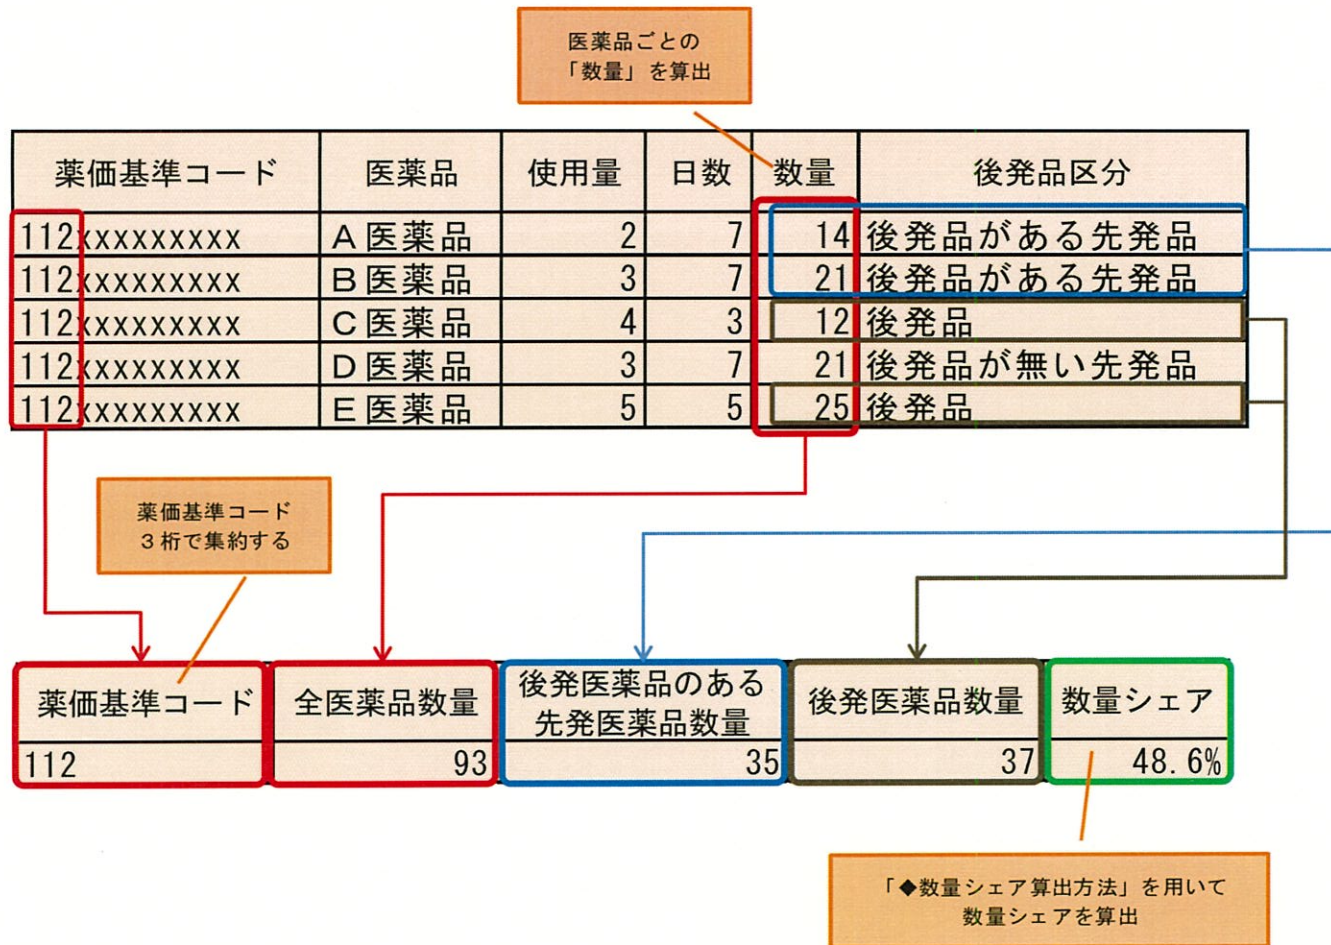 医薬品ごとの
「数量」を算出
薬価基準コード 医薬品 使用量 日数 数量 後発品区分
112xxxxxxxxx A医薬品 2 7 14 後発品がある先発品
112xxxxxxxxx B医薬品 3 7 21 後発品がある先発品
112xxxxxxxxx C医薬品 4 3 12 後発品
112xxxxxxxxx D医薬品 3 7 21 後発品が無い先発品
112xxxxxxxxx E医薬品 5 5 25 後発品
薬価基準コード
3桁で集約する
薬価基準コード 全医薬品数量 後発医薬品のある
先発医薬品数量 後発医薬品数量 数量シェア
112 93 35 37 48.6%
「◆数量シェア算出方法」を用いて
数量シェアを算出